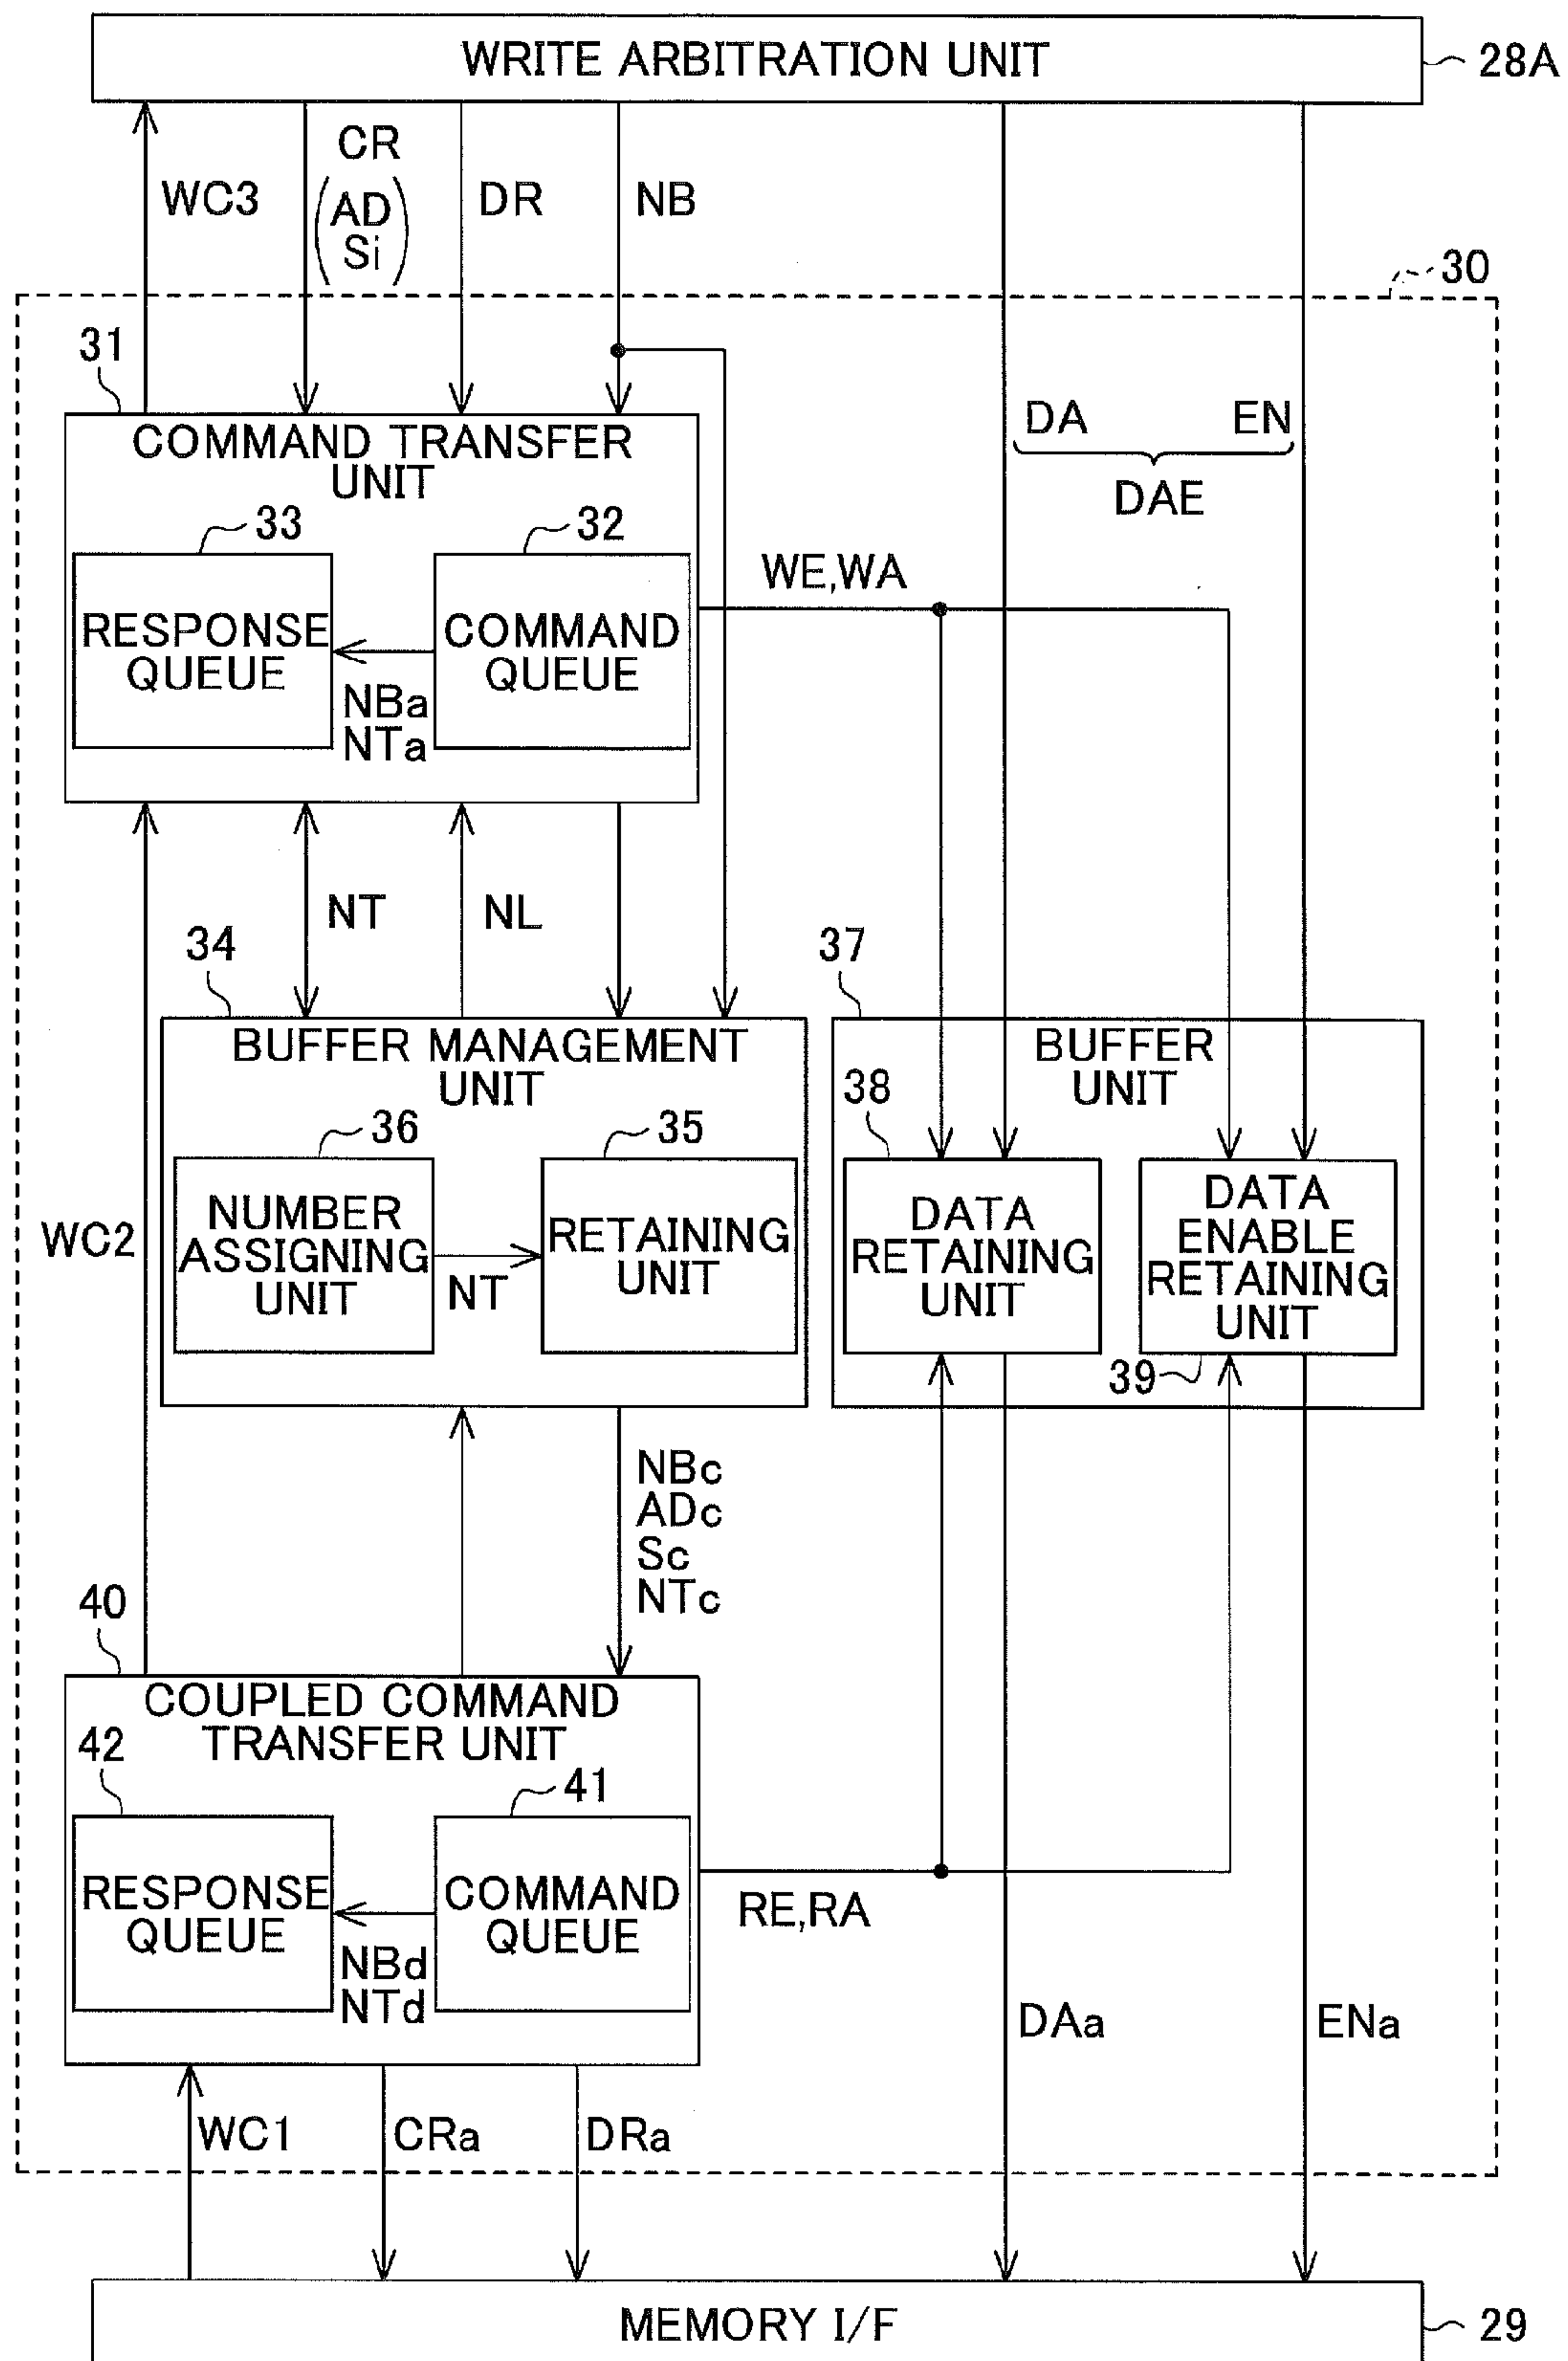 WRITE ARBITRATION UNIT
28A
WC3
CR
(AD
Si)
DR
NB
30
31
COMMAND TRANSFER
UNIT
DA
EN
DAE
33
32
RESPONSE
QUEUE
COMMAND
QUEUE
NBa
NTa
WE,WA
NT
NL
34
37
BUFFER MANAGEMENT
UNIT
BUFFER
UNIT
36
35
38
NUMBER
ASSIGNING
UNIT
NT
RETAINING
UNIT
DATA
RETAINING
UNIT
DATA
ENABLE
RETAINING
UNIT
39
WC2
NBc
ADc
Sc
NTc
40
COUPLED COMMAND
TRANSFER UNIT
42
41
RESPONSE
QUEUE
COMMAND
QUEUE
NBd
NTd
RE,RA
DAa
ENa
WC1
CRa
DRa
MEMORY I/F
29